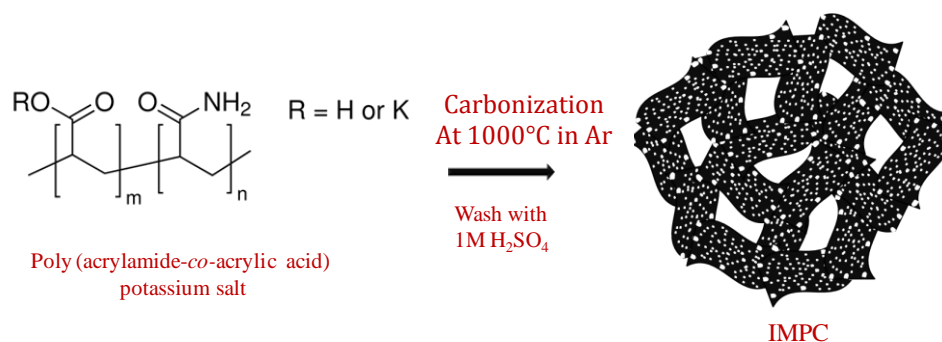 RO
O
O
NH₂
m
n
R = H or K
Poly (acrylamide-co-acrylic acid)
potassium salt
Carbonization
At 1000°C in Ar
Wash with
1M H₂SO₄
IMPC